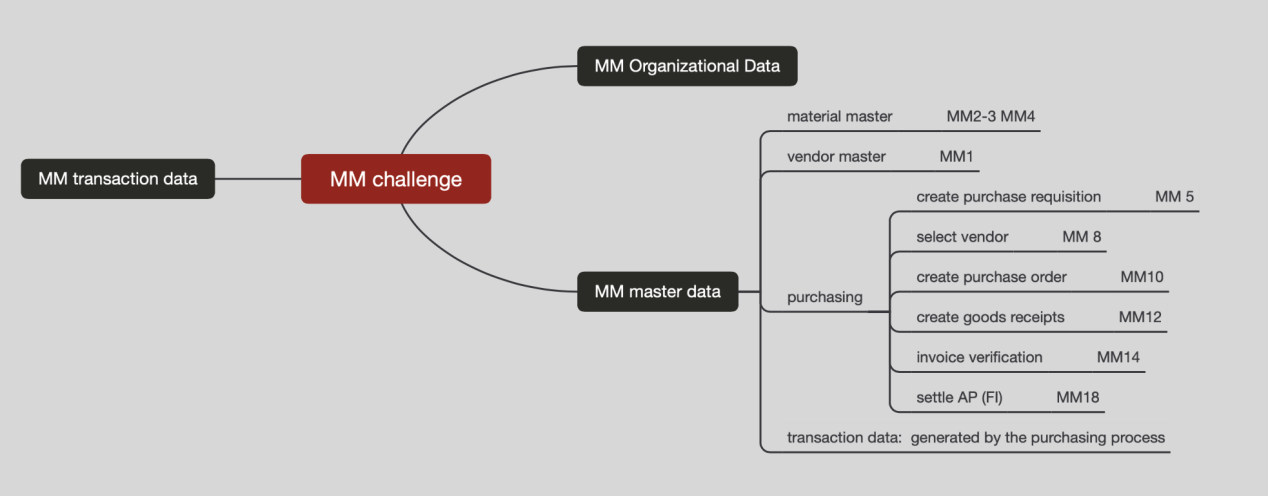 MM Organizational Data
MM transaction data
MM challenge
MM master data
material master MM2-3 MM4
vendor master MM1
purchasing
create purchase requisition MM 5
select vendor MM 8
create purchase order MM10
create goods receipts MM12
invoice verification MM14
settle AP (FI) MM18
transaction data: generated by the purchasing process